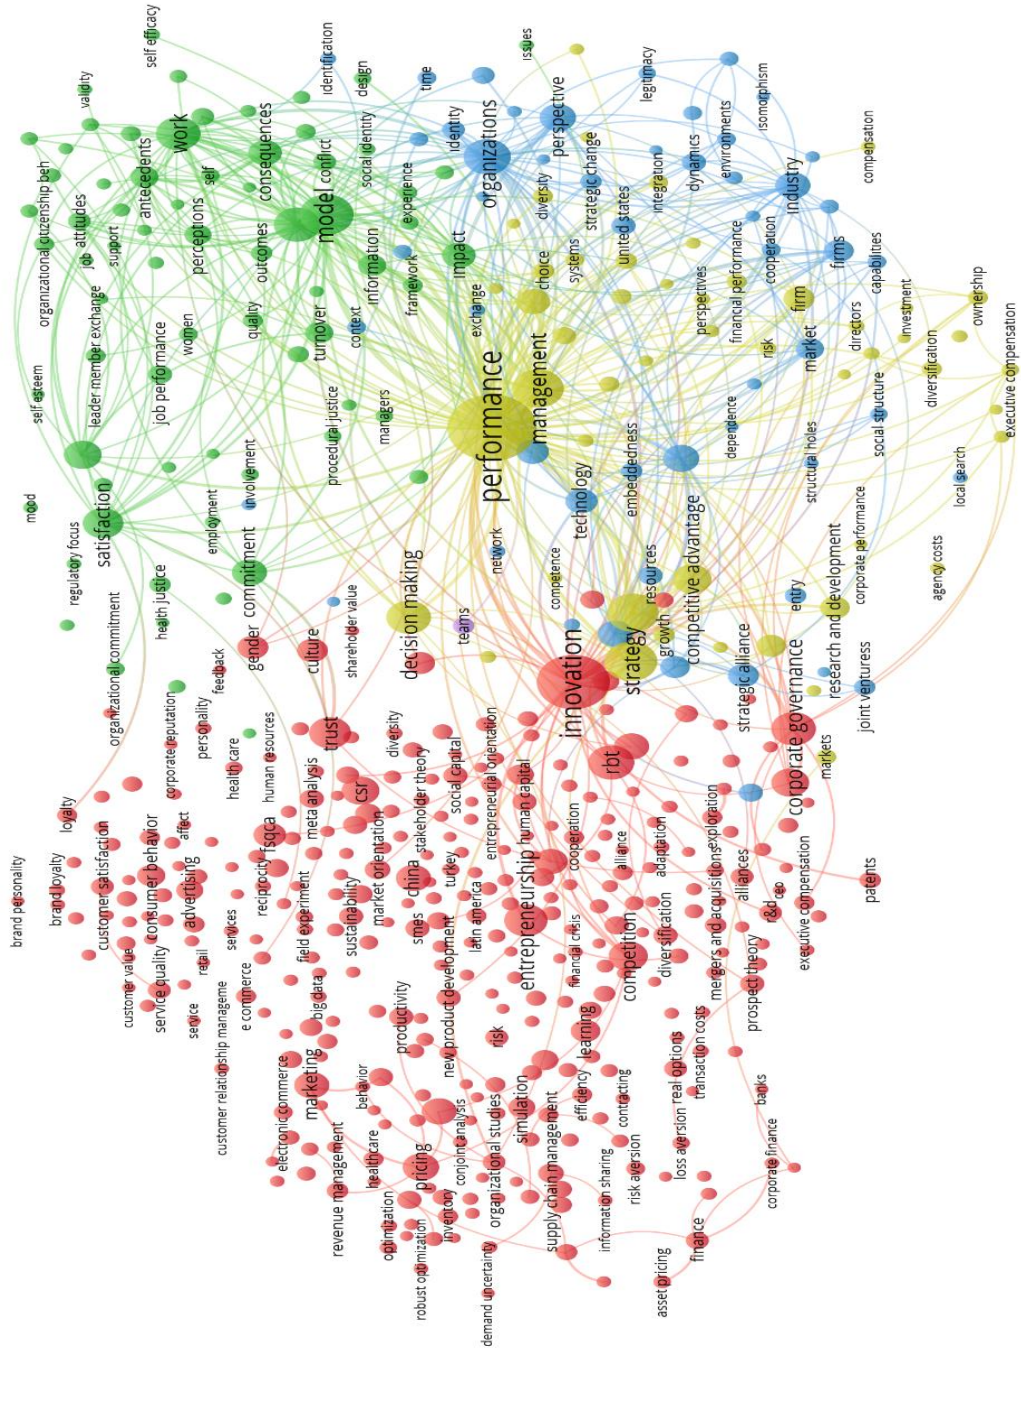 self efficacy
identification
issues
validity
design
time
legitimacy
isomorphism
work
consequences
social identity
identity
organizations
perspective
environments
compensation
organizational citizenship beh
job attitudes
support
antecedents
self
perceptions
outcomes
model
conflict
information
experience
framework
impact
diversity
choice
systems
strategic change
united states
integration
dynamics
industry
cooperation
firms
capabilities
financial performance
perspectives
self esteem
leader member exchange
job performance
women
quality
turnover
context
exchange
firm
risk
market
directors
investment
ownership
diversification
executive compensation
procedural justice
managers
performance
management
dependence
social structure
structural holes
local search
mood
regulatory focus
satisfaction
employment
involvement
commitment
technology
embeddedness
network
competence
resources
competitive advantage
corporate performance
research and development
agency costs
entry
organizational commitment
health justice
feedback
gender
culture
shareholder value
decision making
teams
innovation
strategy
growth
strategic alliance
corporate governance
joint venturess
markets
corporate reputation
personality
health care
human resources
trust
meta analysis
csr
diversity
stakeholder theory
social capital
entrepreneurial orientation
human capital
rbt
loyalty
brand personality
brand loyalty
customer satisfaction
consumer behavior
affect
advertising
services
reciprocity
fsqca
field experiment
sustainability
market orientation
china
smes
turkey
latin america
entrepreneurship
cooperation
alliance
adaptation
exploration
mergers and acquisitions
alliances
ceo
r&d
executive compensation
patents
customer value
service quality
retail
service
e commerce
customer relationship manageme
big data
productivity
new product development
risk
financial crisis
competition
diversification
prospect theory
learning
electronic commerce
marketing
behavior
revenue management
healthcare
pricing
conjoint analysis
organizational studies
simulation
supply chain management
efficiency
contracting
real options
loss aversion
transaction costs
banks
optimization
robust optimization
inventory
demand uncertainty
information sharing
risk aversion
corporate finance
finance
asset pricing